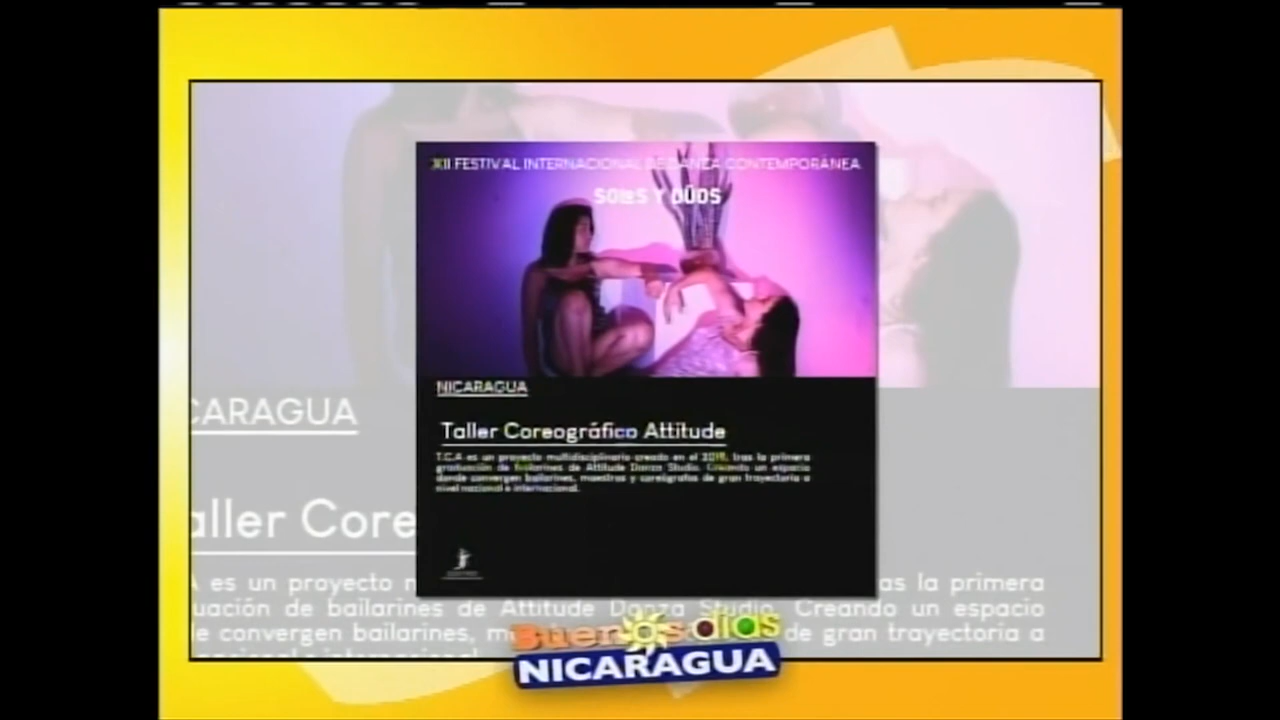 XII FESTIVAL INTERNACIONAL DE DANZA CONTEMPORÁNEA
SOLOS Y DÚOS
NICARAGUA
Taller Coreográfico Attitude
T.C.A es un proyecto multidisciplinario creado en el tras la primera
graduación de bailarines de Attitude Danza Studio. Creando un espacio
donde convergen bailarines, maestros y coreógrafos de gran trayectoria a
nivel nacional e internacional.
CARAGUA
aller Core
A es un proyecto m as la primera
uación de bailarines de Attitude Danza Studio. Creando un espacio
le convergen bailarines, m de gran trayectoria a
Buenos días
NICARAGUA